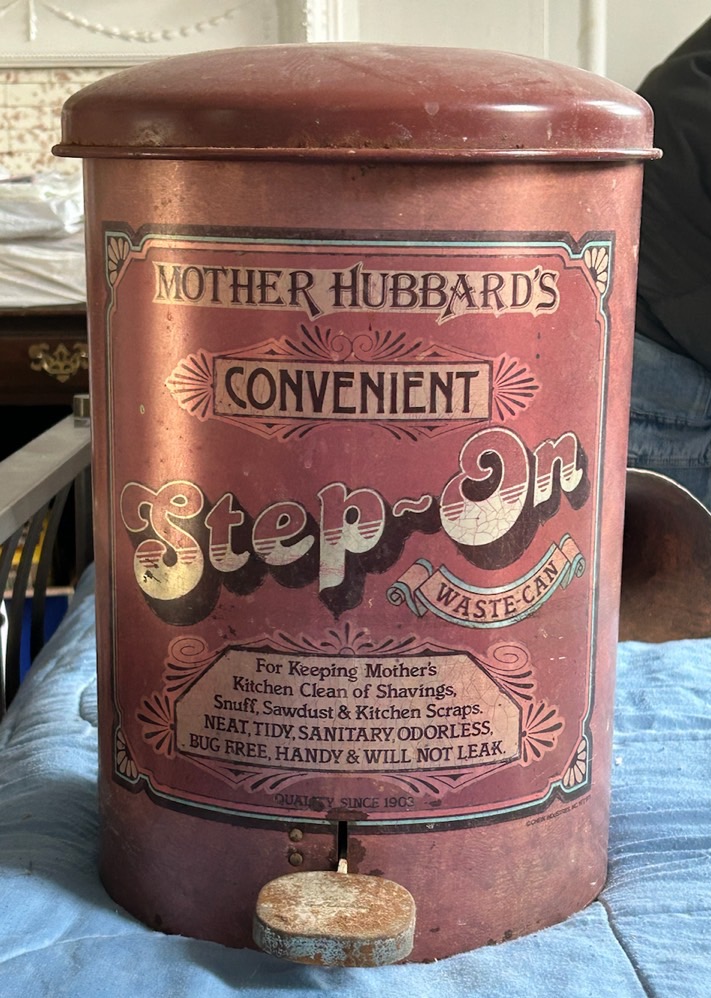 MOTHER HUBBARD'S
CONVENIENT
Step-On
WASTE-CAN
For Keeping Mother's
Kitchen Clean of Shavings,
Snuff, Sawdust & Kitchen Scraps.
NEAT, TIDY, SANITARY, ODORLESS,
BUG FREE, HANDY & WILL NOT LEAK.
QUALITY SINCE 1903